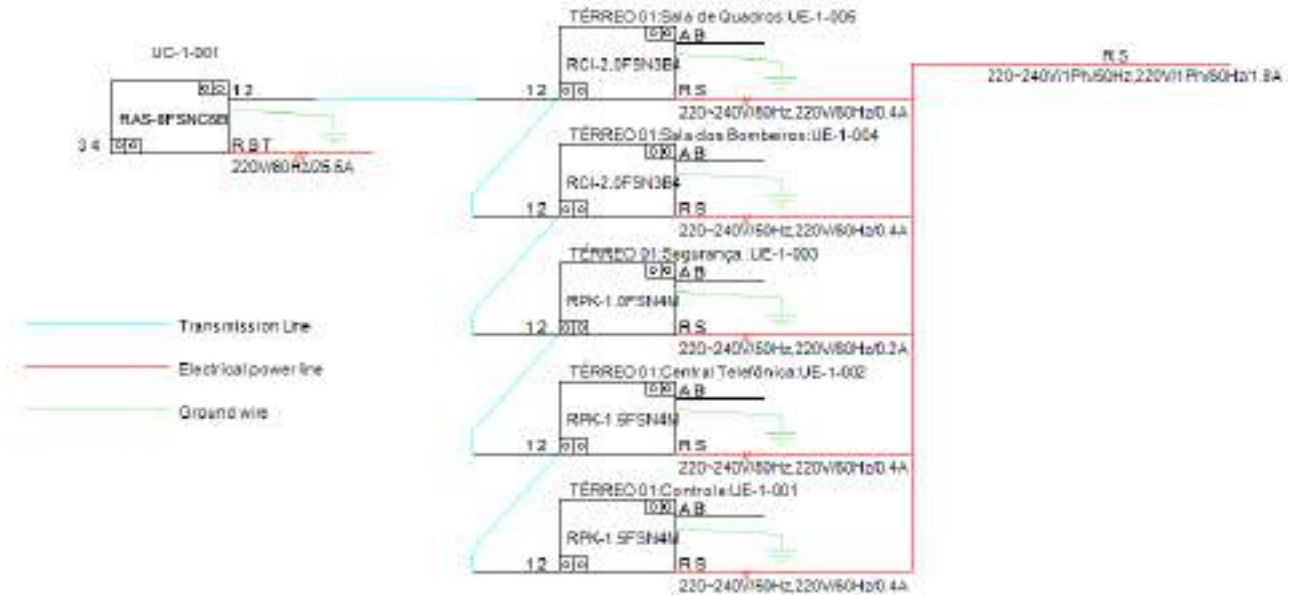 UC-1-001
1 2
RAS-8FSNC5B
3 4
R S T
220V/60Hz/25.5A
TÉRREO 01:Sala de Quadros:UE-1-005
A B
RCI-2.0FSN3B4
1 2
R S
220~240V/50Hz,220V/60Hz/0.4A
R S
220~240V/1Ph/50Hz,220V/1Ph/60Hz/1.8A
TÉRREO 01:Sala dos Bombeiros:UE-1-004
A B
RCI-2.0FSN3B4
1 2
R S
220~240V/50Hz,220V/60Hz/0.4A
TÉRREO 01:Segurança :UE-1-003
A B
RPK-1.0FSN4M
1 2
R S
220~240V/50Hz,220V/60Hz/0.2A
TÉRREO 01:Central Telefônica:UE-1-002
A B
RPK-1.5FSN4M
1 2
R S
220~240V/50Hz,220V/60Hz/0.4A
TÉRREO 01:Controle:UE-1-001
A B
RPK-1.5FSN4M
1 2
R S
220~240V/50Hz,220V/60Hz/0.4A
Transmission Line
Electrical power line
Ground wire